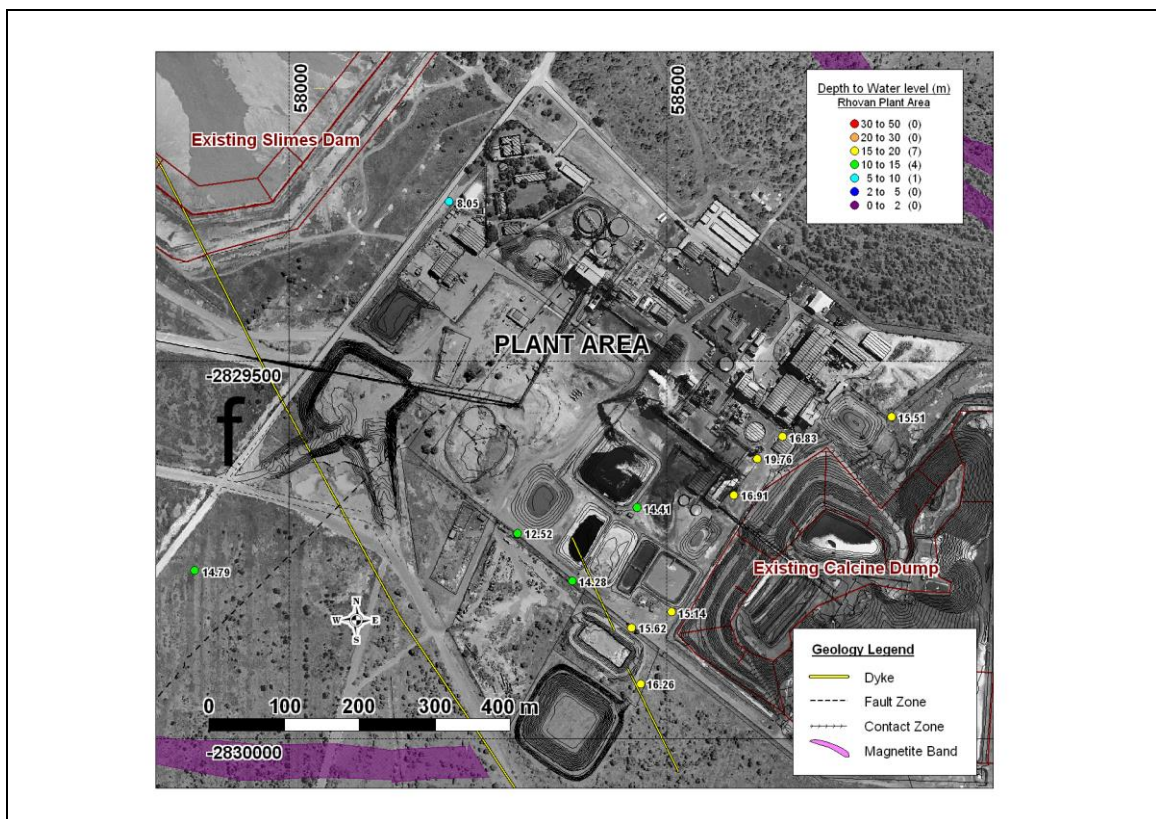 58000
58500
Depth to Water level (m)
Rhovan Plant Area
30 to 50 (0)
20 to 30 (0)
15 to 20 (7)
10 to 15 (4)
5 to 10 (1)
2 to 5 (0)
0 to 2 (0)
Existing Slimes Dam
8.05
PLANT AREA
-2829500
f
15.51
16.83
19.76
16.91
14.41
12.52
14.79
14.28
Existing Calcine Dump
15.14
15.62
16.26
N
W E
S
0 100 200 300 400 m
-2830000
Geology Legend
Dyke
Fault Zone
Contact Zone
Magnetite Band